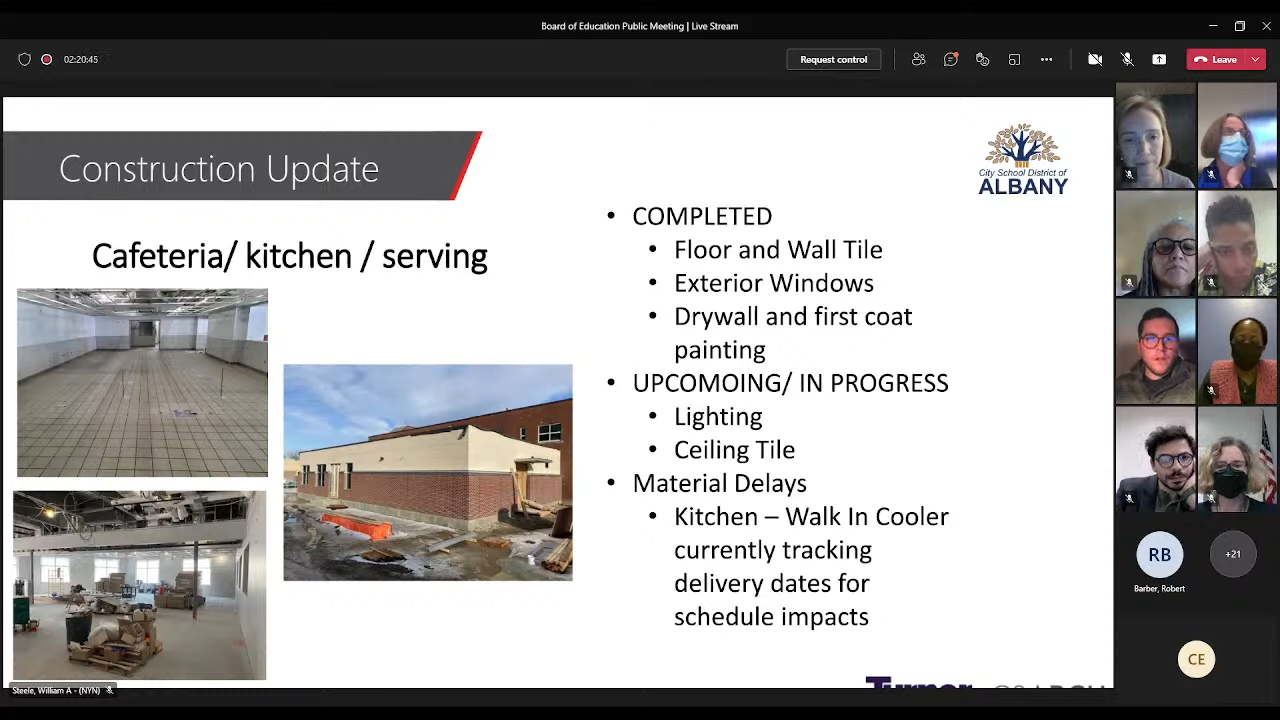 Board of Education Public Meeting | Live Stream
02:20:45
Request control
Leave
Construction Update
City School District of
ALBANY
Cafeteria/ kitchen / serving
• COMPLETED
• Floor and Wall Tile
• Exterior Windows
• Drywall and first coat
painting
• UPCOMOING/ IN PROGRESS
• Lighting
• Ceiling Tile
• Material Delays
• Kitchen – Walk In Cooler
currently tracking
delivery dates for
schedule impacts
RB
+21
Barber, Robert
CE
Steele, William A - (NYN)